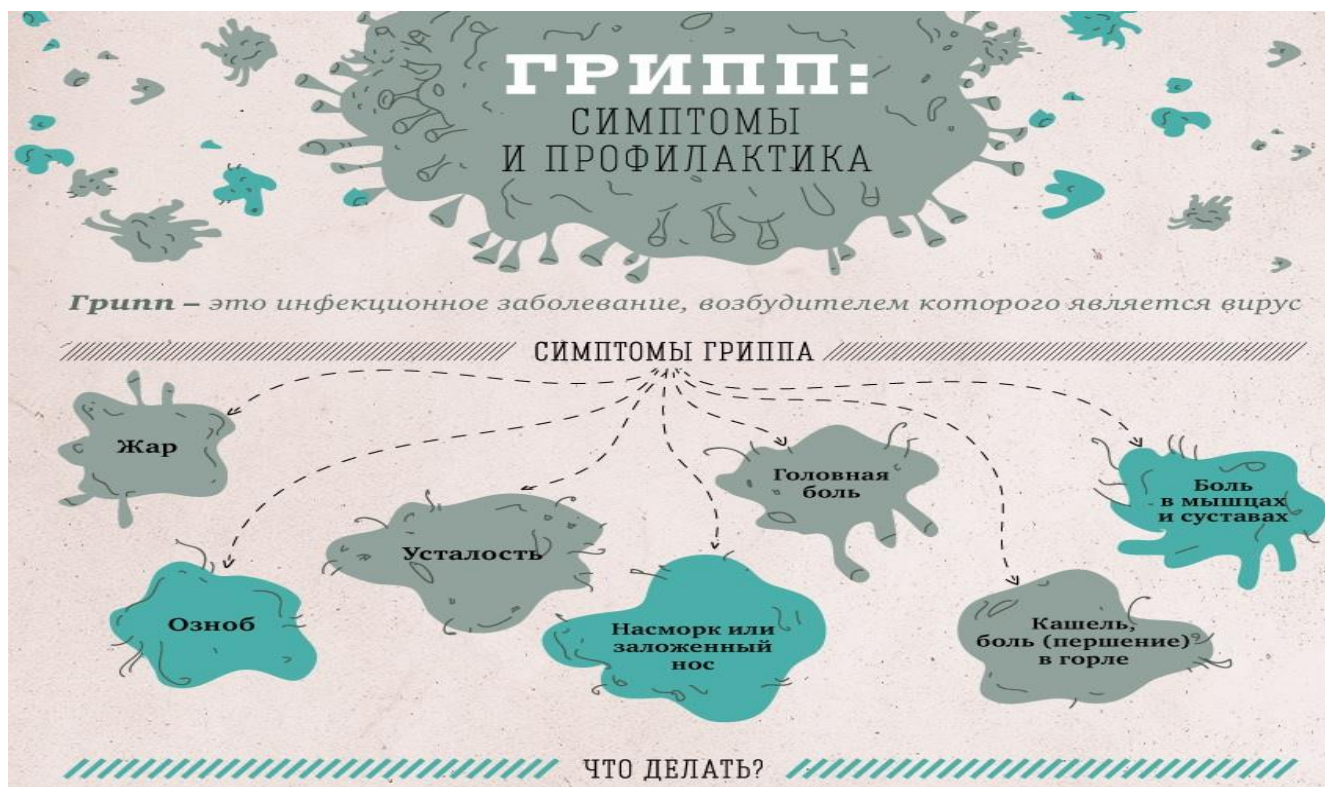 ГРИПП:
СИМПТОМЫ
И ПРОФИЛАКТИКА
Грипп – это инфекционное заболевание, возбудителем которого является вирус
СИМПТОМЫ ГРИППА
Жар
Озноб
Усталость
Насморк или
заложенный
нос
Головная
боль
Кашель,
боль (першение)
в горле
Боль
в мышцах
и суставах
ЧТО ДЕЛАТЬ?